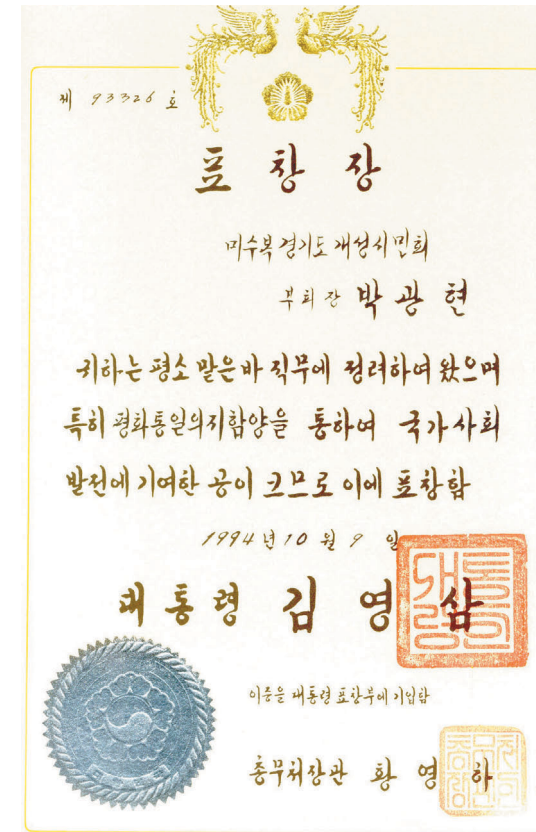 제 93326 호
표창장
미수복경기도개성시민회
부회장 박광현
귀하는 평소 맡은바 직무에 정려하여 왔으며
특히 평화통일의지함양을 통하여 국가사회
발전에 기여한 공이 크므로 이에 표창함
1994년 10월 9일
대통령 김영삼
이증을 대통령표창부에 기입함
총무처장관 황영하